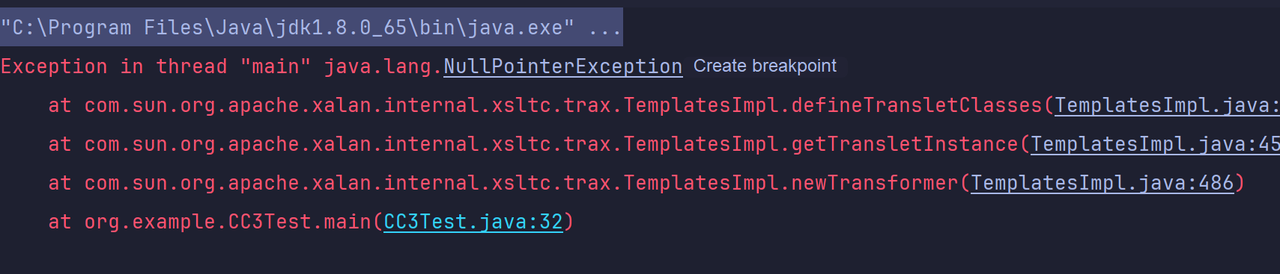 "C:\Program Files\Java\jdk1.8.0_65\bin\java.exe" ...
Exception in thread "main" java.lang.NullPointerException Create breakpoint
    at com.sun.org.apache.xalan.internal.xsltc.trax.TemplatesImpl.defineTransletClasses(TemplatesImpl.java:
    at com.sun.org.apache.xalan.internal.xsltc.trax.TemplatesImpl.getTransletInstance(TemplatesImpl.java:45
    at com.sun.org.apache.xalan.internal.xsltc.trax.TemplatesImpl.newTransformer(TemplatesImpl.java:486)
    at org.example.CC3Test.main(CC3Test.java:32)